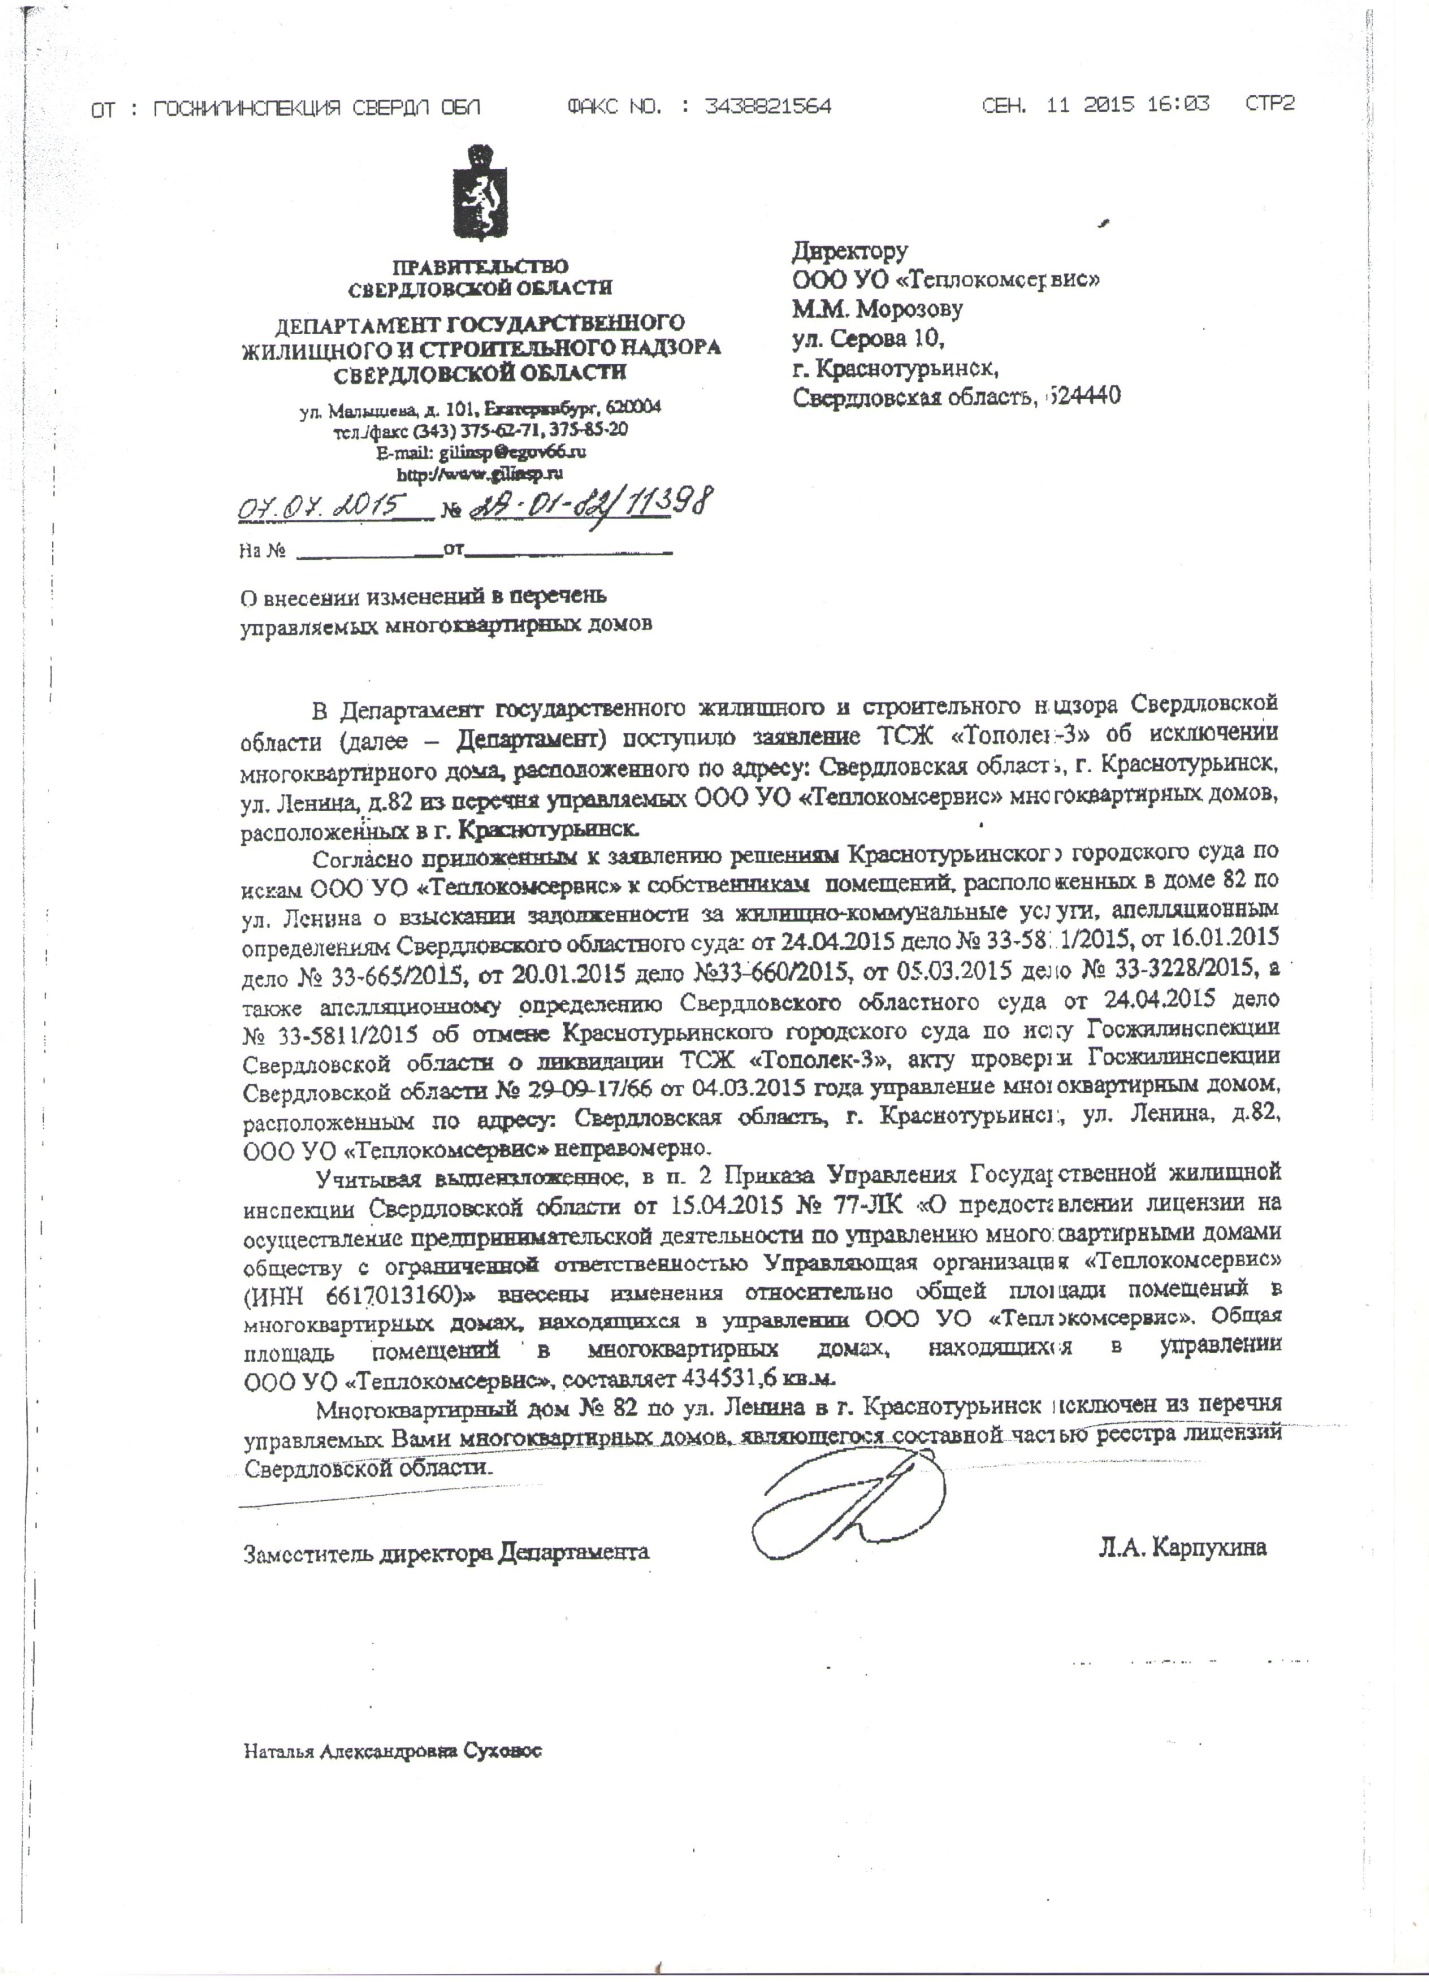 ОТ : ГОСЖИЛИНСПЕКЦИЯ СВЕРДЛ ОБЛ ФАКС NO. : 3438821564 СЕН. 11 2015 16:03 СТР2
ПРАВИТЕЛЬСТВО
СВЕРДЛОВСКОЙ ОБЛАСТИ
ДЕПАРТАМЕНТ ГОСУДАРСТВЕННОГО
ЖИЛИЩНОГО И СТРОИТЕЛЬНОГО НАДЗОРА
СВЕРДЛОВСКОЙ ОБЛАСТИ
ул. Малышева, д. 101, Екатеринбург, 620004
тел./факс (343) 375-62-71, 375-85-20
E-mail: gilinsp@egov66.ru
http://www.gilinsp.ru
07.07.2015 № 29-01-82/11398
На № от
Директору
ООО УО «Теплокомсервис»
М.М. Морозову
ул. Серова 10,
г. Краснотурьинск,
Свердловская область, 624440
О внесении изменений в перечень
управляемых многоквартирных домов
В Департамент государственного жилищного и строительного надзора Свердловской
области (далее – Департамент) поступило заявление ТСЖ «Тополек-3» об исключении
многоквартирного дома, расположенного по адресу: Свердловская область, г. Краснотурьинск,
ул. Ленина, д.82 из перечня управляемых ООО УО «Теплокомсервис» многоквартирных домов,
расположенных в г. Краснотурьинск.
Согласно приложенным к заявлению решениям Краснотурьинского городского суда по
искам ООО УО «Теплокомсервис» к собственникам помещений, расположенных в доме 82 по
ул. Ленина о взыскании задолженности за жилищно-коммунальные услуги, апелляционным
определениям Свердловского областного суда: от 24.04.2015 дело № 33-5811/2015, от 16.01.2015
дело № 33-665/2015, от 20.01.2015 дело №33-660/2015, от 05.03.2015 дело № 33-3228/2015, а
также апелляционному определению Свердловского областного суда от 24.04.2015 дело
№ 33-5811/2015 об отмене Краснотурьинского городского суда по иску Госжилинспекции
Свердловской области о ликвидации ТСЖ «Тополек-3», акту проверки Госжилинспекции
Свердловской области № 29-09-17/66 от 04.03.2015 года управление многоквартирным домом,
расположенным по адресу: Свердловская область, г. Краснотурьинск, ул. Ленина, д.82,
ООО УО «Теплокомсервис» неправомерно.
Учитывая вышеизложенное, в п. 2 Приказа Управления Государственной жилищной
инспекции Свердловской области от 15.04.2015 № 77-ЛК «О предоставлении лицензии на
осуществление предпринимательской деятельности по управлению многоквартирными домами
обществу с ограниченной ответственностью Управляющая организация «Теплокомсервис»
(ИНН 6617013160)» внесены изменения относительно общей площади помещений в
многоквартирных домах, находящихся в управлении ООО УО «Теплокомсервис». Общая
площадь помещений в многоквартирных домах, находящихся в управлении
ООО УО «Теплокомсервис», составляет 434531,6 кв.м.
Многоквартирный дом № 82 по ул. Ленина в г. Краснотурьинск исключен из перечня
управляемых Вами многоквартирных домов, являющегося составной частью реестра лицензий
Свердловской области.
Заместитель директора Департамента Л.А. Карпухина
Наталья Александровна Суховос